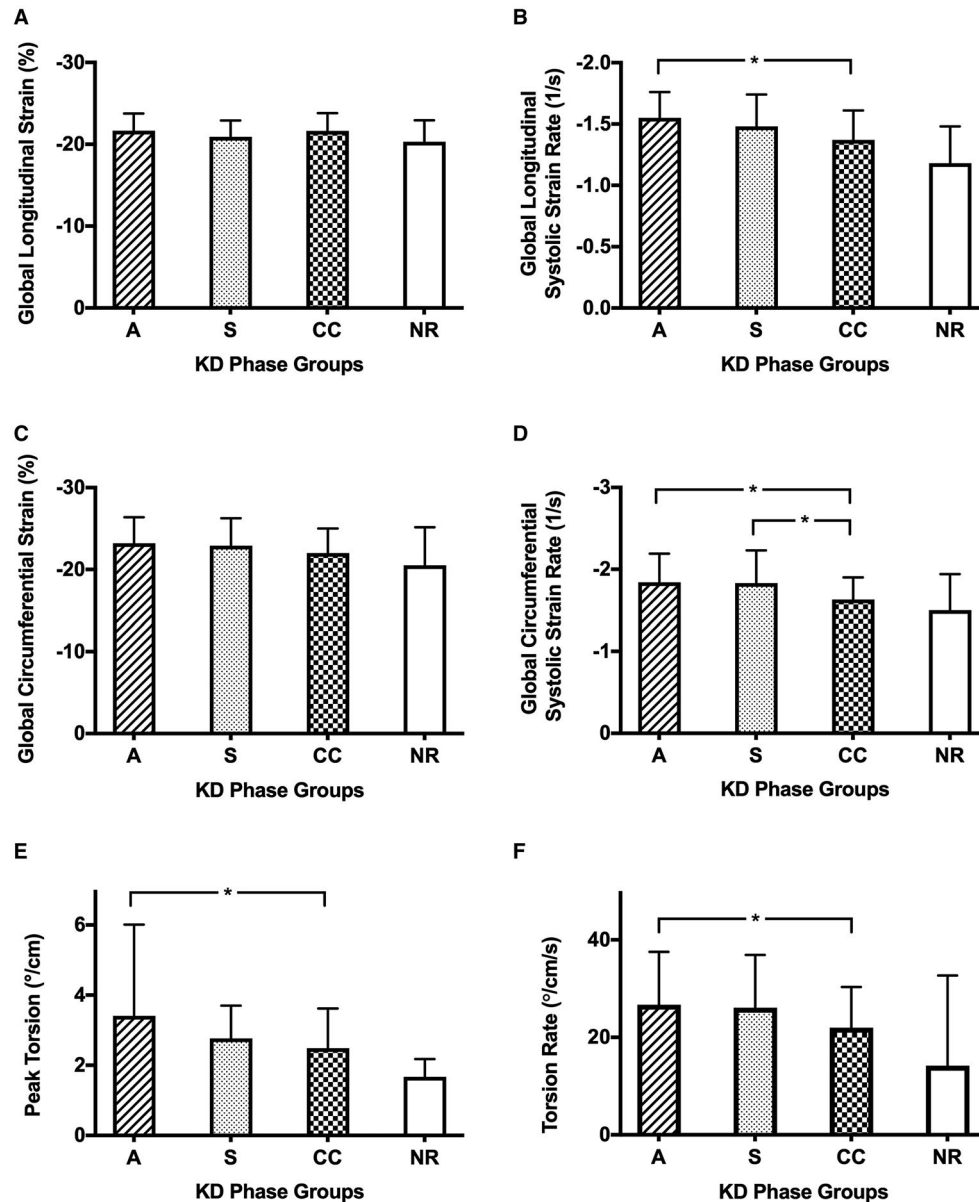 A
Global Longitudinal Strain (%)
-30
-20
-10
0
A S CC NR
KD Phase Groups
B
Global Longitudinal
Systolic Strain Rate (1/s)
-2.0
-1.5
-1.0
-0.5
0.0
*
A S CC NR
KD Phase Groups
C
Global Circumferential Strain (%)
-30
-20
-10
0
A S CC NR
KD Phase Groups
D
Global Circumferential
Systolic Strain Rate (1/s)
-3
-2
-1
0
*
*
A S CC NR
KD Phase Groups
E
Peak Torsion (°/cm)
6
4
2
0
*
A S CC NR
KD Phase Groups
F
Torsion Rate (°/cm/s)
40
20
0
*
A S CC NR
KD Phase Groups